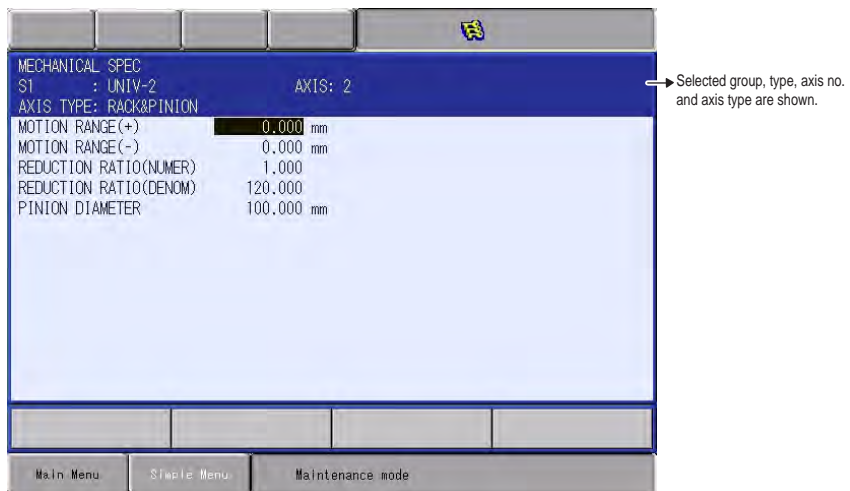 MECHANICAL SPEC
S1 : UNIV-2 AXIS: 2
AXIS TYPE: RACK&PINION
MOTION RANGE(+) 0.000 mm
MOTION RANGE(-) 0.000 mm
REDUCTION RATIO(NUMER) 1.000
REDUCTION RATIO(DENOM) 120.000
PINION DIAMETER 100.000 mm
Selected group, type, axis no.
and axis type are shown.
Main Menu Simple Menu Maintenance mode